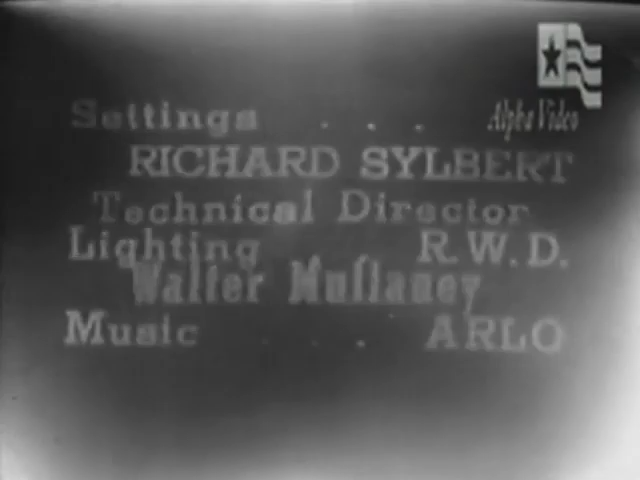 Alpha Video
Settings . . .
RICHARD SYLBERT
Technical Director
Lighting R.W.D.
Walter Mullaney
Music . . . ARLO